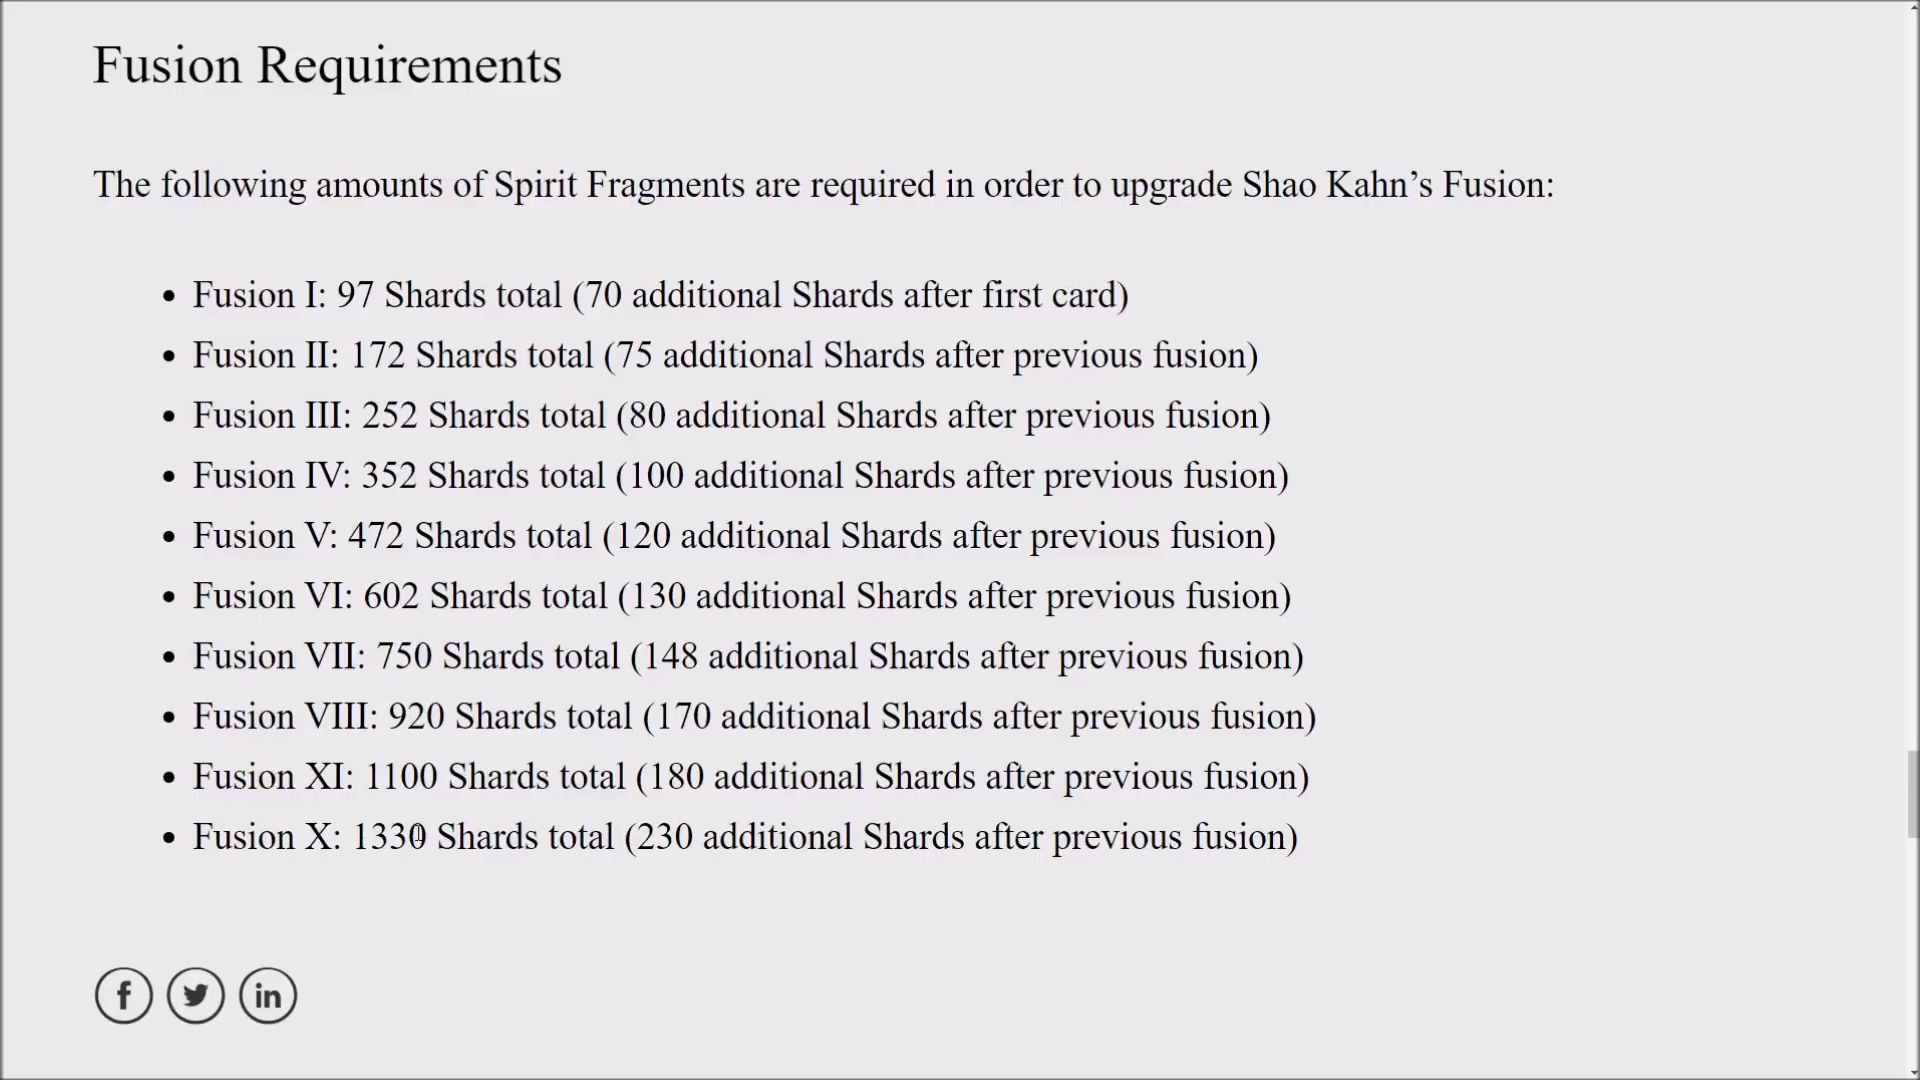 Fusion Requirements
The following amounts of Spirit Fragments are required in order to upgrade Shao Kahn’s Fusion:
• Fusion I: 97 Shards total (70 additional Shards after first card)
• Fusion II: 172 Shards total (75 additional Shards after previous fusion)
• Fusion III: 252 Shards total (80 additional Shards after previous fusion)
• Fusion IV: 352 Shards total (100 additional Shards after previous fusion)
• Fusion V: 472 Shards total (120 additional Shards after previous fusion)
• Fusion VI: 602 Shards total (130 additional Shards after previous fusion)
• Fusion VII: 750 Shards total (148 additional Shards after previous fusion)
• Fusion VIII: 920 Shards total (170 additional Shards after previous fusion)
• Fusion XI: 1100 Shards total (180 additional Shards after previous fusion)
• Fusion X: 1330 Shards total (230 additional Shards after previous fusion)
f in